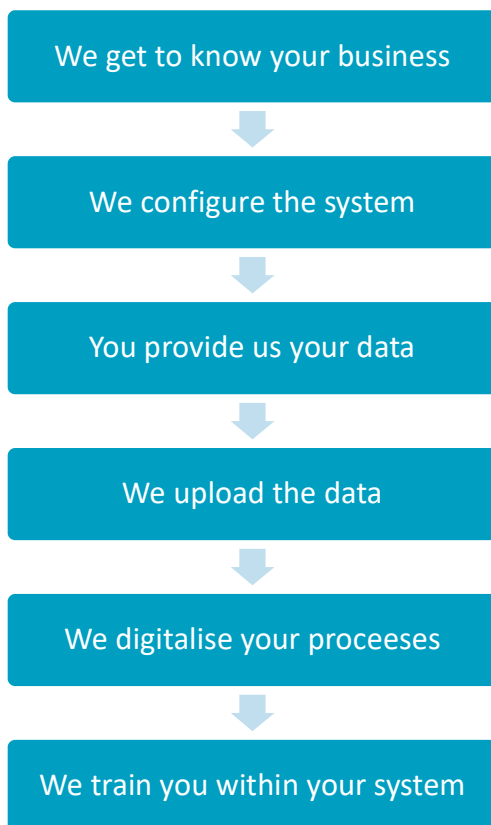 We get to know your business
We configure the system
You provide us your data
We upload the data
We digitalise your proceeses
We train you within your system